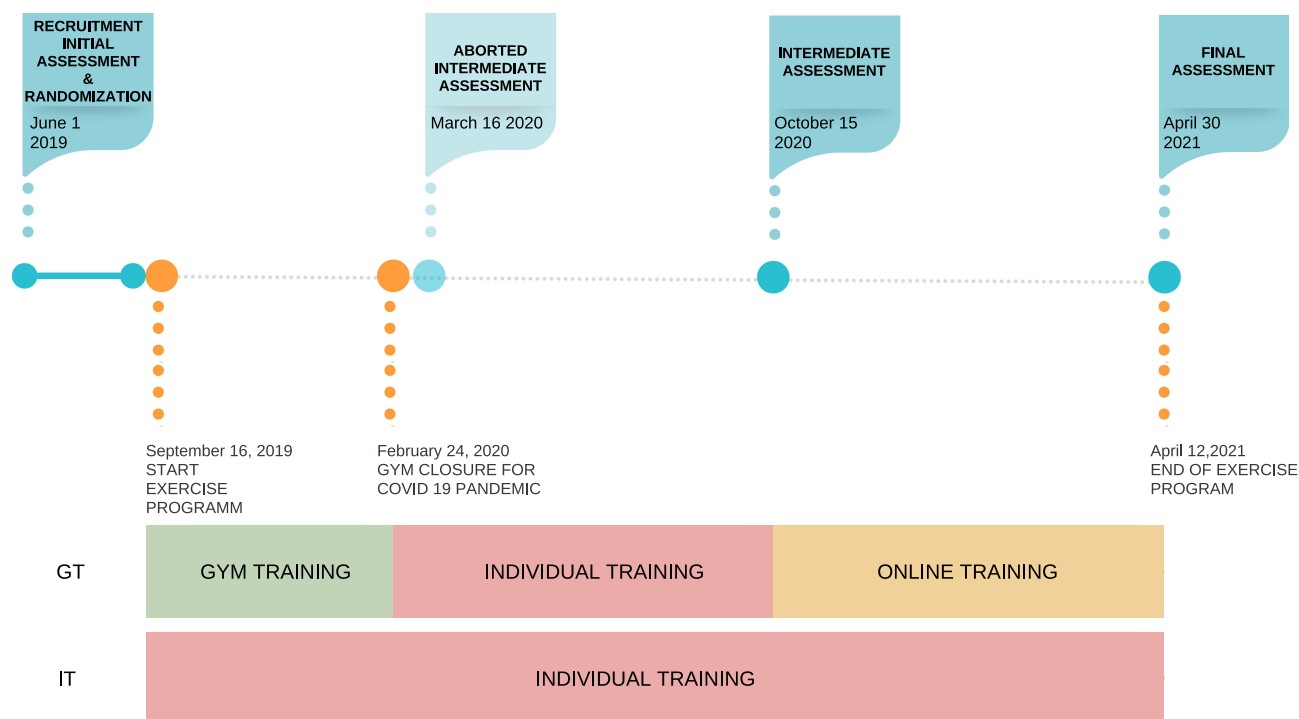 RECRUITMENT
INITIAL
ASSESSMENT
&
RANDOMIZATION
June 1
2019
ABORTED
INTERMEDIATE
ASSESSMENT
March 16 2020
INTERMEDIATE
ASSESSMENT
October 15
2020
FINAL
ASSESSMENT
April 30
2021
September 16, 2019
START
EXERCISE
PROGRAMM
February 24, 2020
GYM CLOSURE FOR
COVID 19 PANDEMIC
April 12,2021
END OF EXERCISE
PROGRAM
GT
GYM TRAINING
INDIVIDUAL TRAINING
ONLINE TRAINING
IT
INDIVIDUAL TRAINING